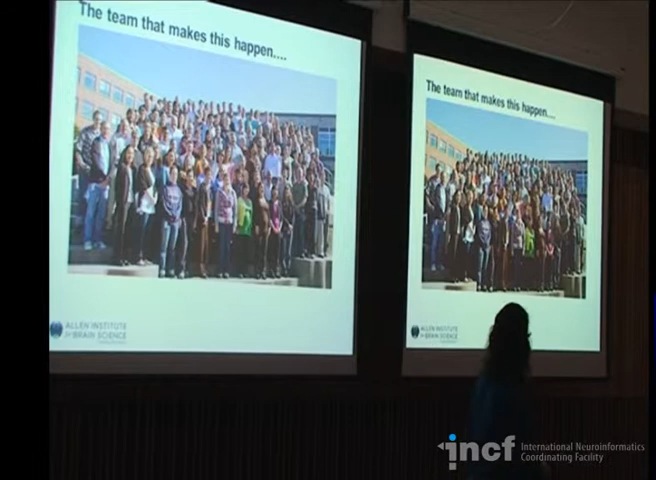 The team that makes this happen....
The team that makes this happen....
ALLEN INSTITUTE
for BRAIN SCIENCE
ALLEN INSTITUTE
for BRAIN SCIENCE
incf
International Neuroinformatics
Coordinating Facility